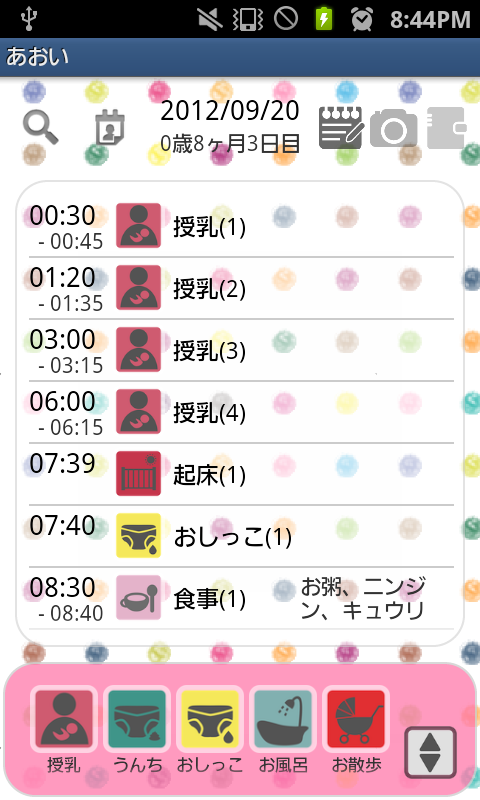 8:44PM
あおい
2012/09/20
0歳8ヶ月3日目
00:30
- 00:45
授乳(1)
01:20
- 01:35
授乳(2)
03:00
- 03:15
授乳(3)
06:00
- 06:15
授乳(4)
07:39
起床(1)
07:40
おしっこ(1)
08:30
- 08:40
食事(1)
お粥、ニンジ
ン、キュウリ
授乳
うんち
おしっこ
お風呂
お散歩